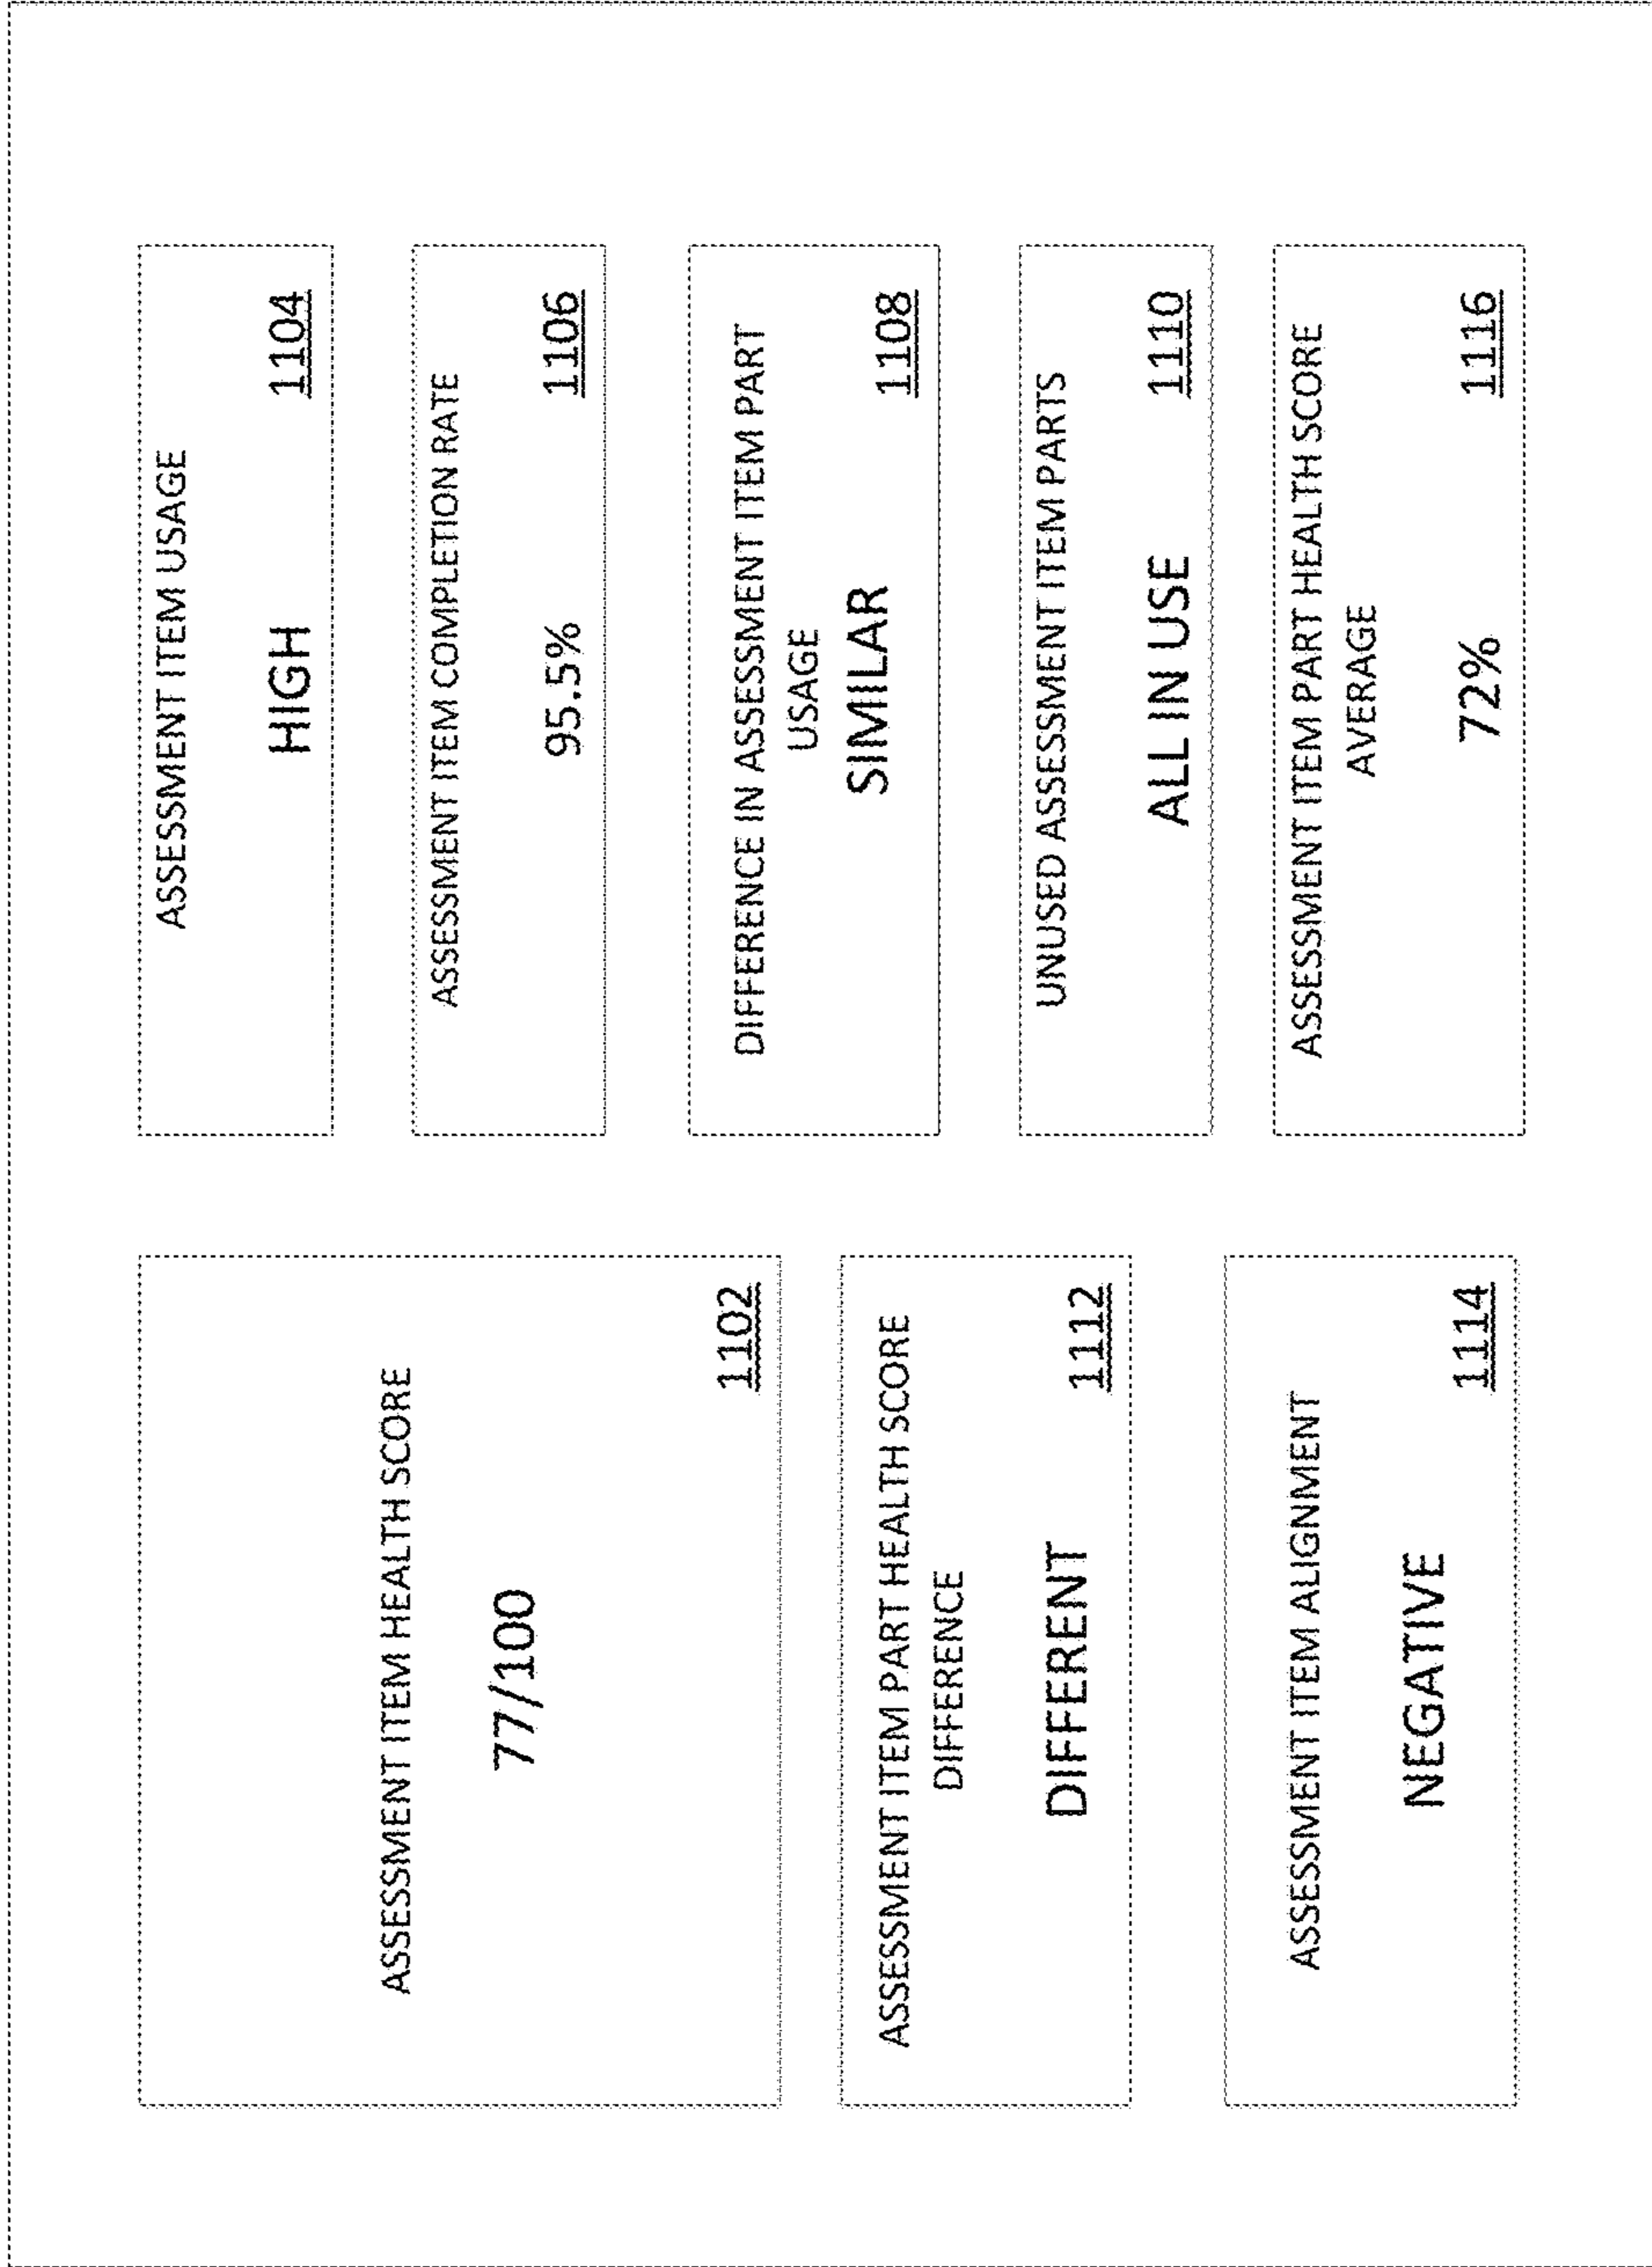 ASSESSMENT ITEM HEALTH SCORE
77/100
1102
ASSESSMENT ITEM PART HEALTH SCORE
DIFFERENCE
DIFFERENT
1112
ASSESSMENT ITEM ALIGNMENT
NEGATIVE
1114
ASSESSMENT ITEM USAGE
HIGH
1104
ASSESSMENT ITEM COMPLETION RATE
95.5%
1106
DIFFERENCE IN ASSESSMENT ITEM PART
USAGE
SIMILAR
1108
UNUSED ASSESSMENT ITEM PARTS
ALL IN USE
1110
ASSESSMENT ITEM PART HEALTH SCORE
AVERAGE
72%
1116